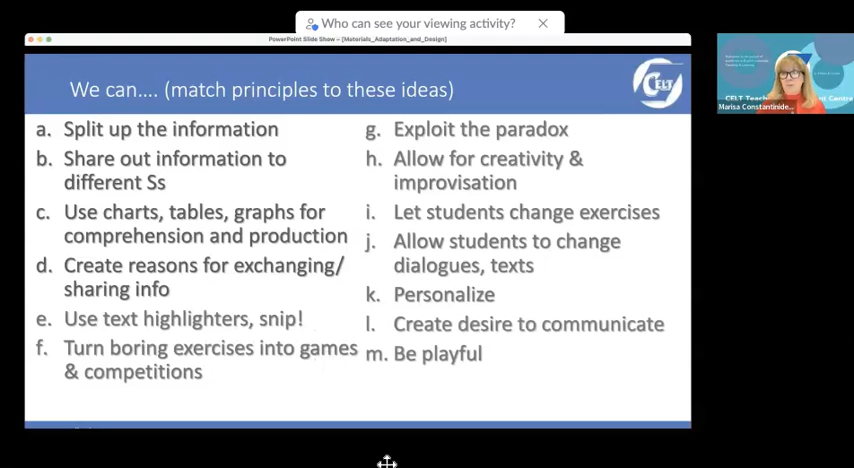 Who can see your viewing activity?
PowerPoint Slide Show – [Materials_Adaptation_and_Design]
We can.... (match principles to these ideas)
CELT
a. Split up the information
b. Share out information to
different Ss
c. Use charts, tables, graphs for
comprehension and production
d. Create reasons for exchanging/
sharing info
e. Use text highlighters, snip!
f. Turn boring exercises into games
& competitions
g. Exploit the paradox
h. Allow for creativity &
improvisation
i. Let students change exercises
j. Allow students to change
dialogues, texts
k. Personalize
l. Create desire to communicate
m. Be playful
CELT Teach
Centre
Marisa Constantinide...